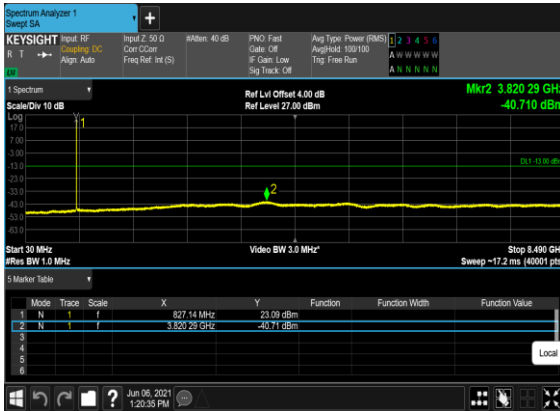 Spectrum Analyzer 1
Swept SA
+
KEYSIGHT Input: RF Input Z: 50 Ω #Atten: 40 dB PNO: Fast Avg Type: Power (RMS) 1 2 3 4 5 6
R T Coupling: DC Corr CCorr Gate: Off Avg|Hold: 100/100 A W W W W W
Align: Auto Freq Ref: Int (S) IF Gain: Low Trig: Free Run
Sig Track: Off A N N N N N
1 Spectrum
Ref Lvl Offset 4.00 dB Mkr2 3.820 29 GHz
Scale/Div 10 dB Ref Level 27.00 dBm -40.710 dBm
Log
17.0
7.00
-3.00
-13.0 DL1 -13.00 dBm
-23.0
-33.0
-43.0
-53.0
-63.0
1
2
Start 30 MHz Video BW 3.0 MHz* Stop 8.490 GHz
#Res BW 1.0 MHz Sweep ~17.2 ms (40001 pts)
5 Marker Table
Mode Trace Scale X Y Function Function Width Function Value
1 N 1 f 827.14 MHz 23.09 dBm
2 N 1 f 3.820 29 GHz -40.71 dBm
3
4
5
6
Local
? Jun 06, 2021
1:20:35 PM